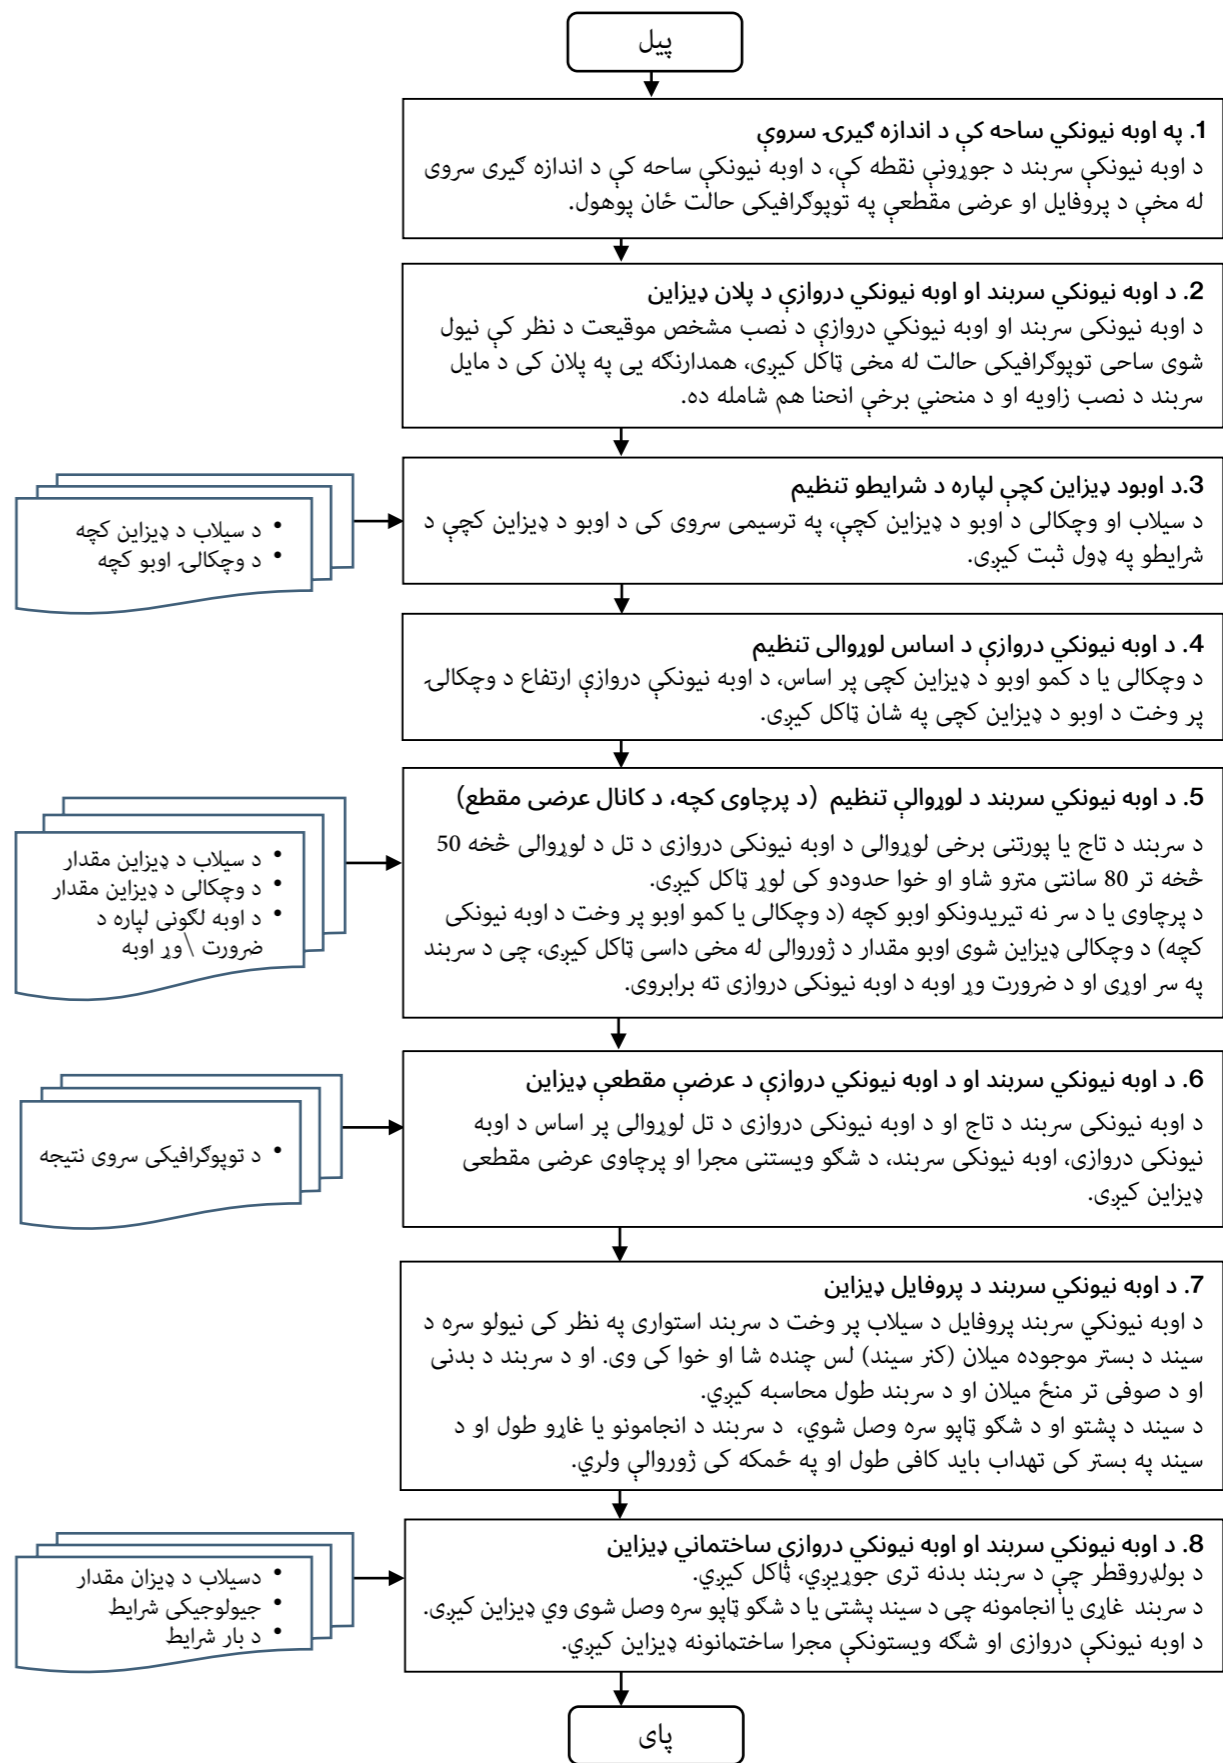 پیل
1. په اوبه نیونکي ساحه کې د اندازه ګیرۍ سروې
د اوبه نیونکې سربند د جوړونې نقطه کې، د اوبه نیونکې ساحه کې د اندازه ګیری سروی
له مخې د پروفایل او عرضی مقطعې په توپوګرافیکی حالت ځان پوهول.
2. د اوبه نیونکي سربند او اوبه نیونکي دروازې د پلان ډیزاین
د اوبه نیونکی سربند او اوبه نیونکي دروازې د نصب مشخص موقیعت د نظر کې نیول
شوی ساحی توپوګرافیکی حالت له مخی ټاکل کیږی، همدارنګه یی په پلان کی د مایل
سربند د نصب زاویه او د منحني برخې انحنا هم شامله ده.
3.د اوبود ډیزاین کچې لپاره د شرایطو تنظیم
د سیلاب او وچکالی د اوبو د ډیزاین کچې، په ترسیمی سروی کی د اوبو د ډیزاین کچې د
شرایطو په ډول ثبت کیږی.
• د سیلاب د ډیزاین کچه
• د وچکالۍ اوبو کچه
4. د اوبه نیونکي دروازې د اساس لوړوالی تنظیم
د وچکالی یا د کمو اوبو د ډیزاین کچی پر اساس، د اوبه نیونکې دروازې ارتفاع د وچکالۍ
پر وخت د اوبو د ډیزاین کچی په شان ټاکل کیږی.
5. د اوبه نیونکي سربند د لوړوالې تنظیم (د پرچاوی کچه، د کانال عرضی مقطع)
د سربند د تاج یا پورتنی برخی لوړوالی د اوبه نیونکی دروازی د تل د لوړوالی څخه 50
څخه تر 80 سانتی مترو شاو او خوا حدودو کی لوړ ټاکل کیږی.
د پرچاوی یا د سر نه تیریدونکو اوبو کچه (د وچکالی یا کمو اوبو پر وخت د اوبه نیونکی
کچه) د وچکالی ډیزاین شوی اوبو مقدار د ژوروالی له مخی داسی ټاکل کیږی، چی د سربند
په سر اوړی او د ضرورت وړ اوبه د اوبه نیونکی دروازی ته برابروی.
• د سیلاب د ډیزاین مقدار
• د وچکالی د ډیزاین مقدار
• د اوبه لګونی لپاره د
ضرورت \وړ اوبه
6. د اوبه نیونکي سربند او د اوبه نیونکي دروازې د عرضې مقطعې ډیزاین
د اوبه نیونکی سربند د تاج او د اوبه نیونکی دروازی د تل لوړوالی پر اساس د اوبه
نیونکی دروازی، اوبه نیونکی سربند، د شګو ویستنی مجرا او پرچاوی عرضی مقطعی
ډیزاین کیږی.
• د توپوګرافیکی سروی نتیجه
7. د اوبه نیونکي سربند د پروفایل ډیزاین
د اوبه نیونکي سربند پروفایل د سیلاب پر وخت د سربند استواری په نظر کی نیولو سره د
سیند د بستر موجوده میلان (کنر سیند) لس چنده شا او خوا کی وی. او د سربند د بدنی
او د صوفی تر منځ میلان او د سربند طول محاسبه کیږي.
د سیند د پشتو او د شګو ټاپو سره وصل شوي، د سربند د انجامونو یا غاړو طول او د
سیند په بستر کی تهداب باید کافی طول او په ځمکه کی ژوروالې ولري.
8. د اوبه نیونکي سربند او اوبه نیونکي دروازې ساختماني ډیزاین
د بولډروقطر چې د سربند بدنه تری جوړیږي، ټاکل کیږي.
د سربند غاړی یا انجامونه چی د سیند پشتی یا د شګو ټاپو سره وصل شوی وي ډیزاین کیږی.
د اوبه نیونکي دروازی او شګه ویستونکې مجرا ساختمانونه ډیزاین کیږي.
• دسیلاب د ډیزان مقدار
• جیولوجیکی شرایط
• د بار شرایط
پای